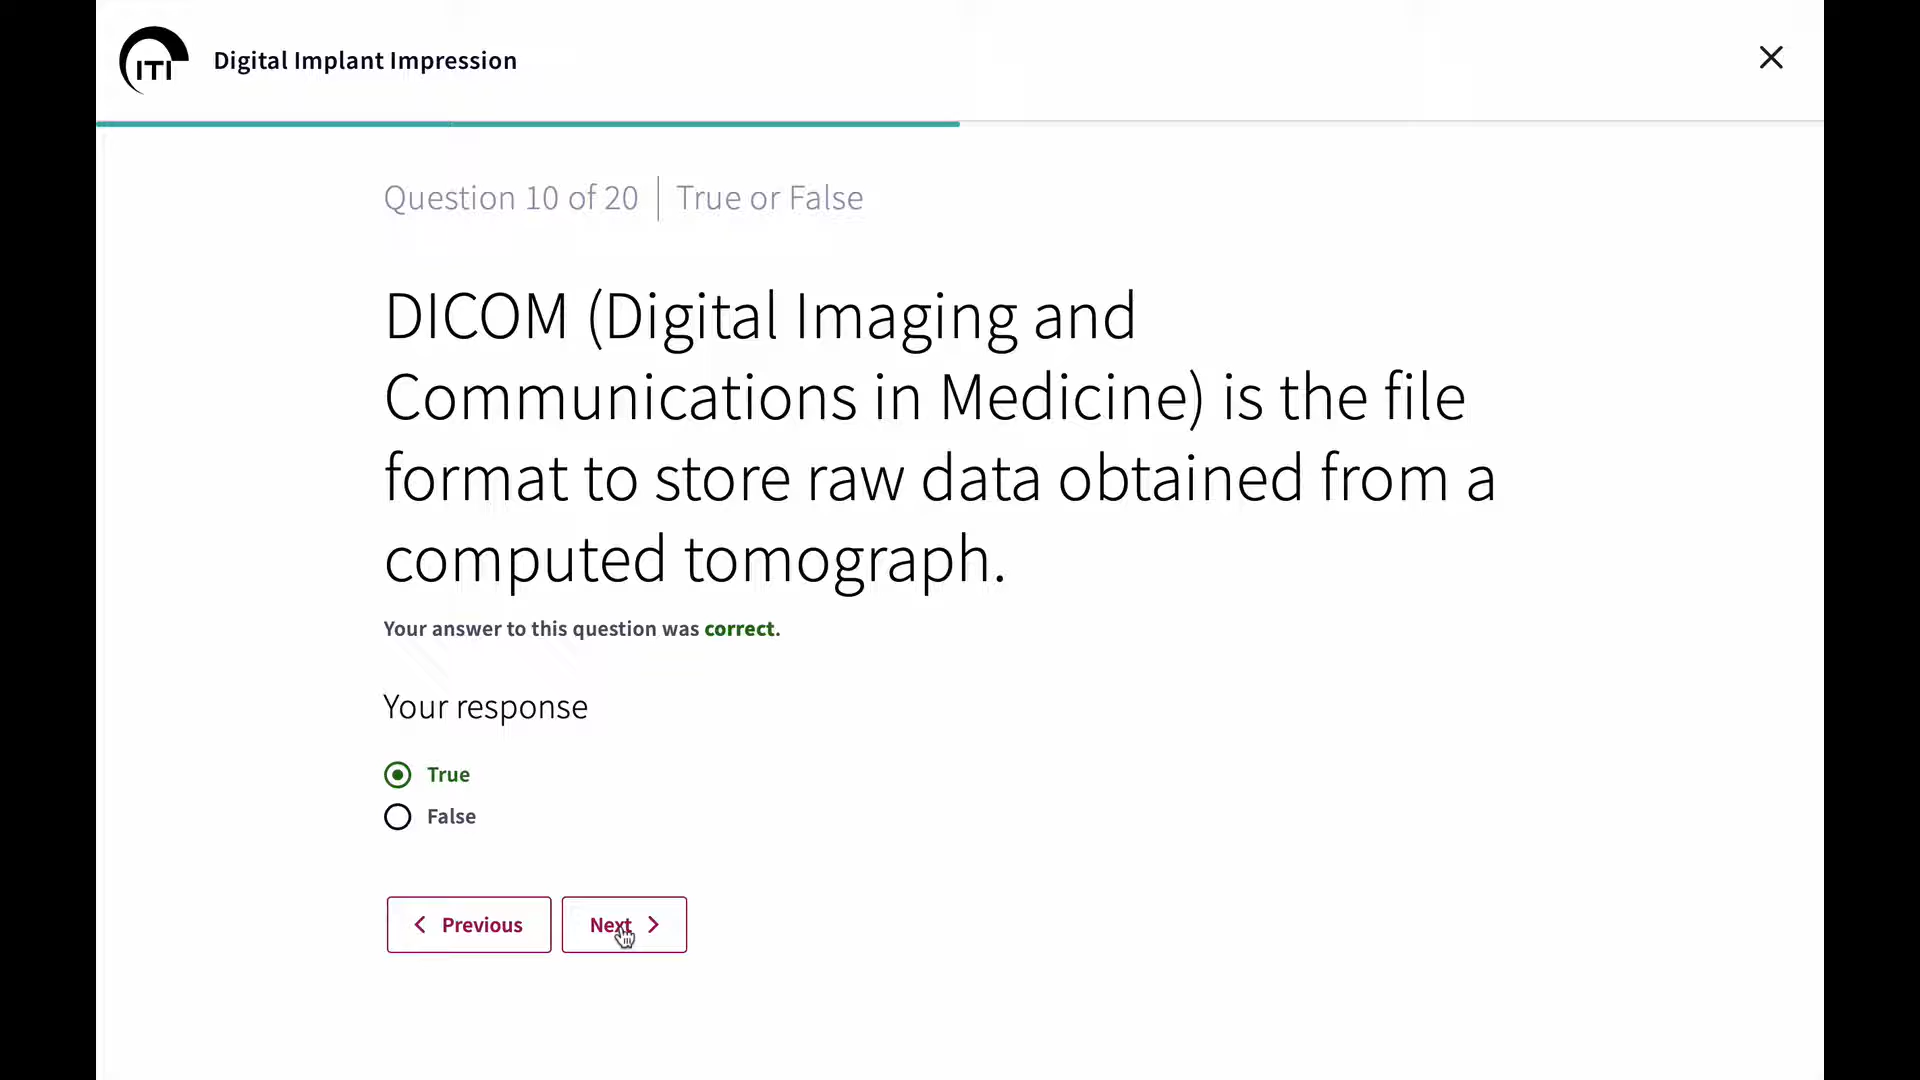 ITI
Digital Implant Impression
Question 10 of 20 | True or False
DICOM (Digital Imaging and
Communications in Medicine) is the file
format to store raw data obtained from a
computed tomograph.
Your answer to this question was correct.
Your response
True
False
Previous
Next